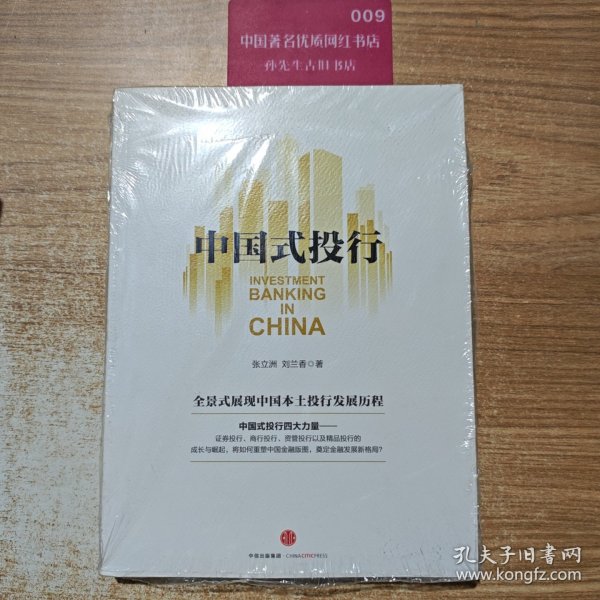 009
中国著名优质网红书店
孙先生古旧书店
中国式投行
INVESTMENT
BANKING
IN
CHINA
张立洲 刘兰香◎著
全景式展现中国本土投行发展历程
中国式投行四大力量——
证券投行、商行投行、资管投行以及精品投行的
成长与崛起，将如何重塑中国金融版图，奠定金融发展新格局？
中信出版集团·CHINACITICPRESS
孔夫子旧书网
www.kongfz.com